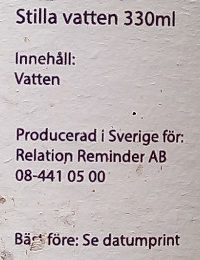 Stilla vatten 330ml
Innehåll:
Vatten
Producerad i Sverige för:
Relation Reminder AB
08-441 05 00
Bäst före: Se datumprint